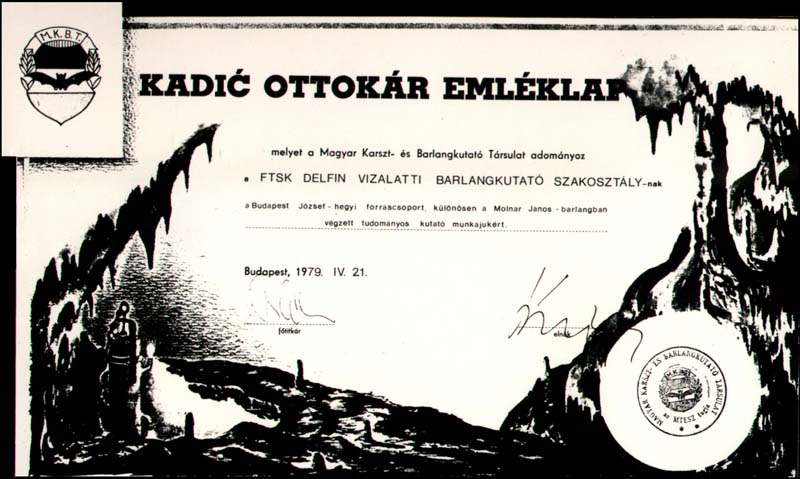 M.K.B.T.
KADIĆ OTTOKÁR EMLÉKLAP
melyet a Magyar Karszt- és Barlangkutató Társulat adományoz
a FTSK DELFIN VIZALATTI BARLANGKUTATÓ SZAKOSZTÁLY-nak
a Budapest József-hegyi forrascsoport, különösen a Molnar Janos-barlangban
végzett tudományos kutató munkajukért.
Budapest, 1979. IV. 21.
főtitkár
elnök
MAGYAR KARSZT- ÉS BARLANGKUTATÓ TÁRSULAT
M.K.B.T.
az MTESZ tagja